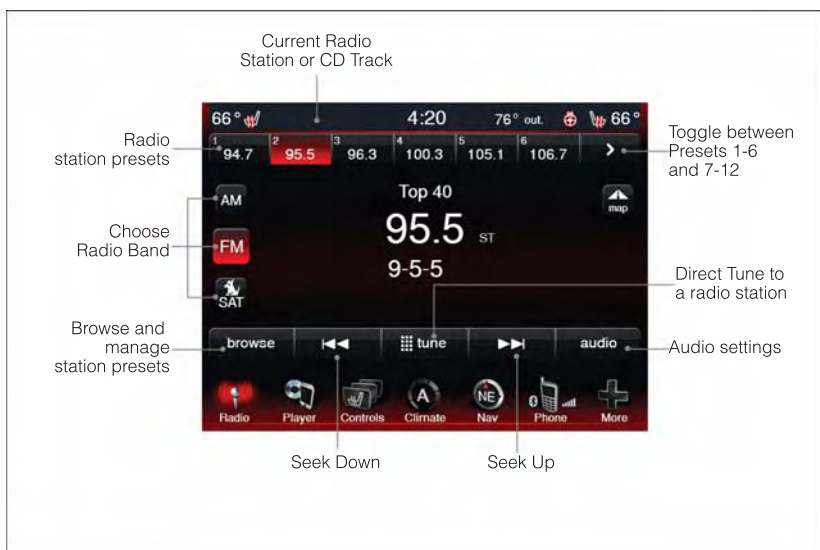 Current Radio
Station or CD Track
66° 4:20 76° out. 66°
Radio
station presets
1 94.7 2 95.5 3 96.3 4 100.3 5 105.1 6 106.7 >
Toggle between
Presets 1-6
and 7-12
AM
Top 40
map
Choose
Radio Band
FM
95.5 ST
9-5-5
SAT
Direct Tune to
a radio station
Browse and
manage
station presets
browse tune audio
Audio settings
A NE
Radio Player Controls Climate Nav Phone More
Seek Down Seek Up